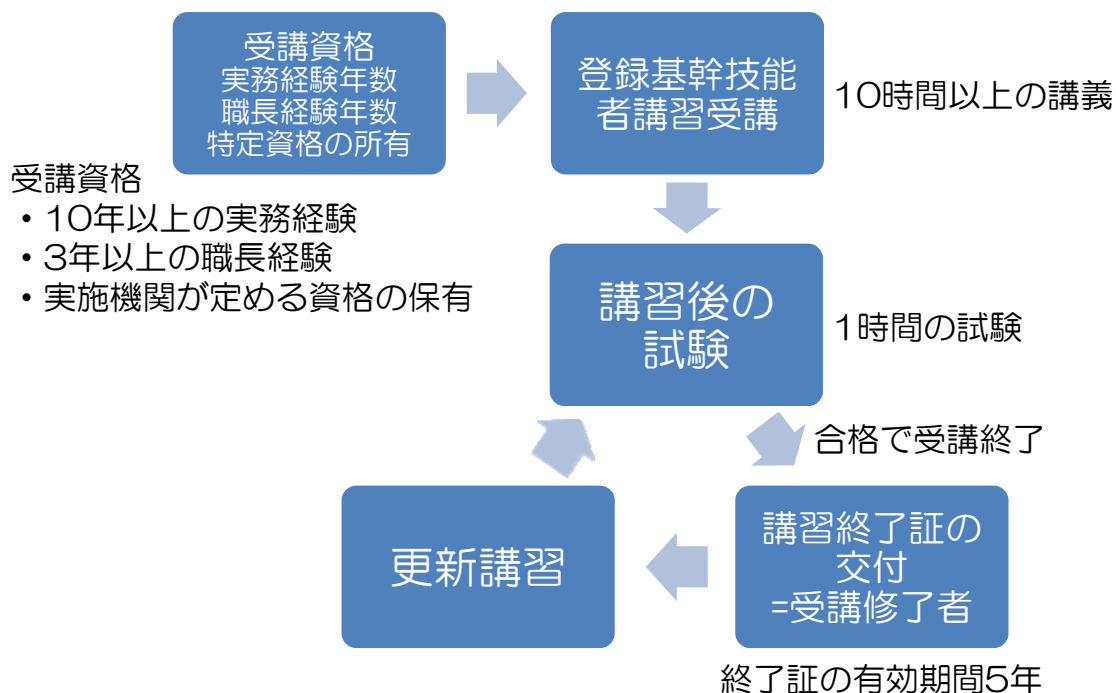 受講資格
実務経験年数
職長経験年数
特定資格の所有
登録基幹技能
者講習受講
10時間以上の講義
受講資格
・10年以上の実務経験
・3年以上の職長経験
・実施機関が定める資格の保有
講習後の
試験
1時間の試験
合格で受講終了
講習終了証の
交付
=受講修了者
更新講習
終了証の有効期間5年